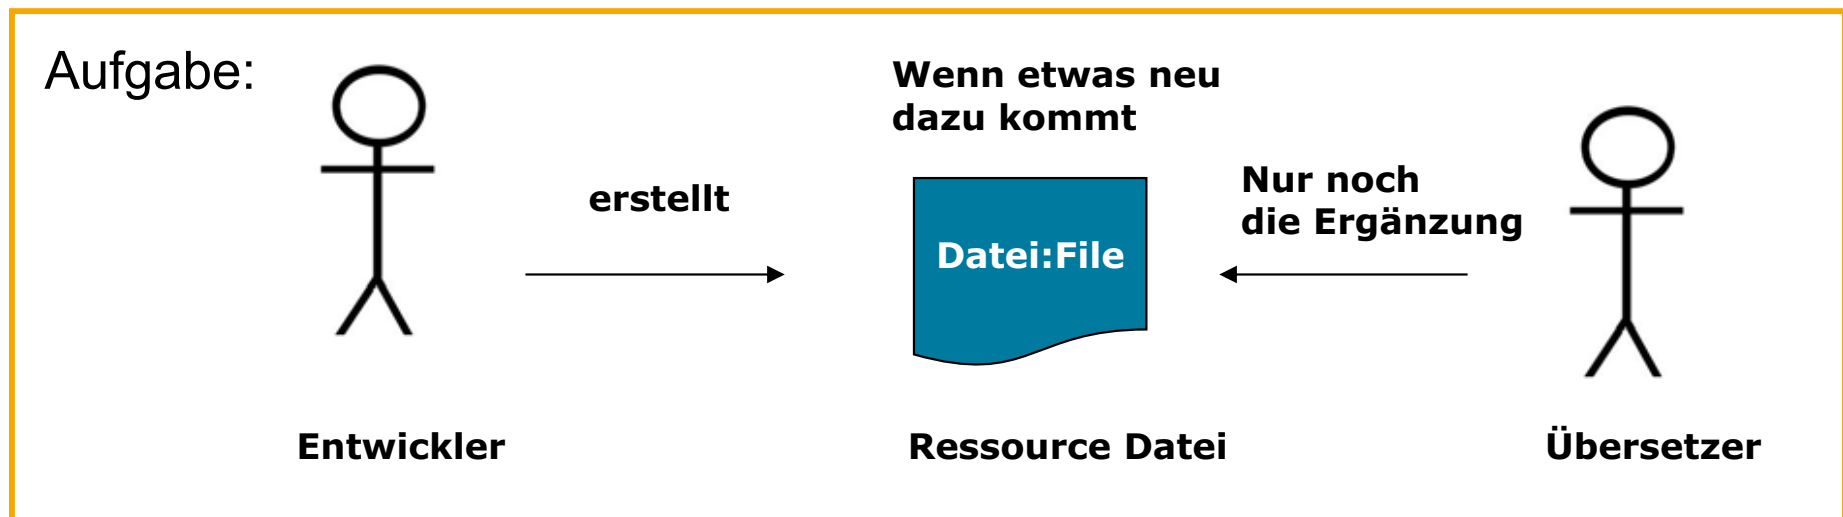 Aufgabe:
Wenn etwas neu
dazu kommt
erstellt
Nur noch
die Ergänzung
Datei:File
Entwickler
Ressource Datei
Übersetzer